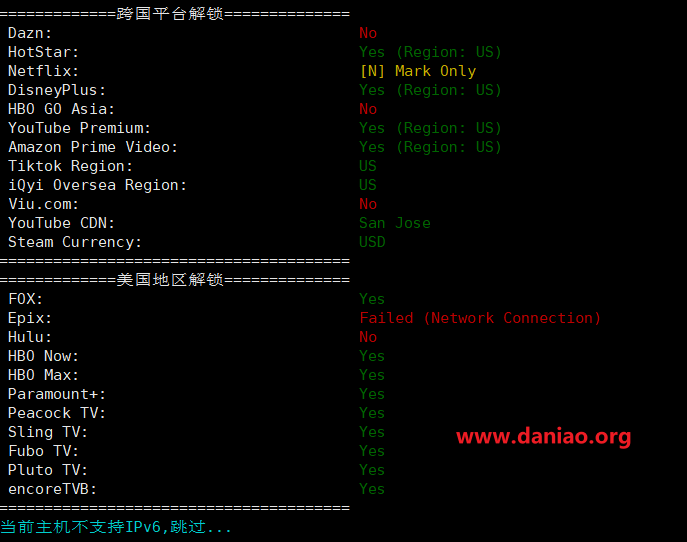 =============跨国平台解锁==============
Dazn: No
HotStar: Yes (Region: US)
Netflix: [N] Mark Only
DisneyPlus: Yes (Region: US)
HBO GO Asia: No
YouTube Premium: Yes (Region: US)
Amazon Prime Video: Yes (Region: US)
Tiktok Region: US
iQyi Oversea Region: US
Viu.com: No
YouTube CDN: San Jose
Steam Currency: USD
=======================================
=============美国地区解锁==============
FOX: Yes
Epix: Failed (Network Connection)
Hulu: No
HBO Now: Yes
HBO Max: Yes
Paramount+: Yes
Peacock TV: Yes
Sling TV: Yes
www.daniao.org
Fubo TV: Yes
Pluto TV: Yes
encoreTVB: Yes
=======================================
当前主机不支持IPv6,跳过...